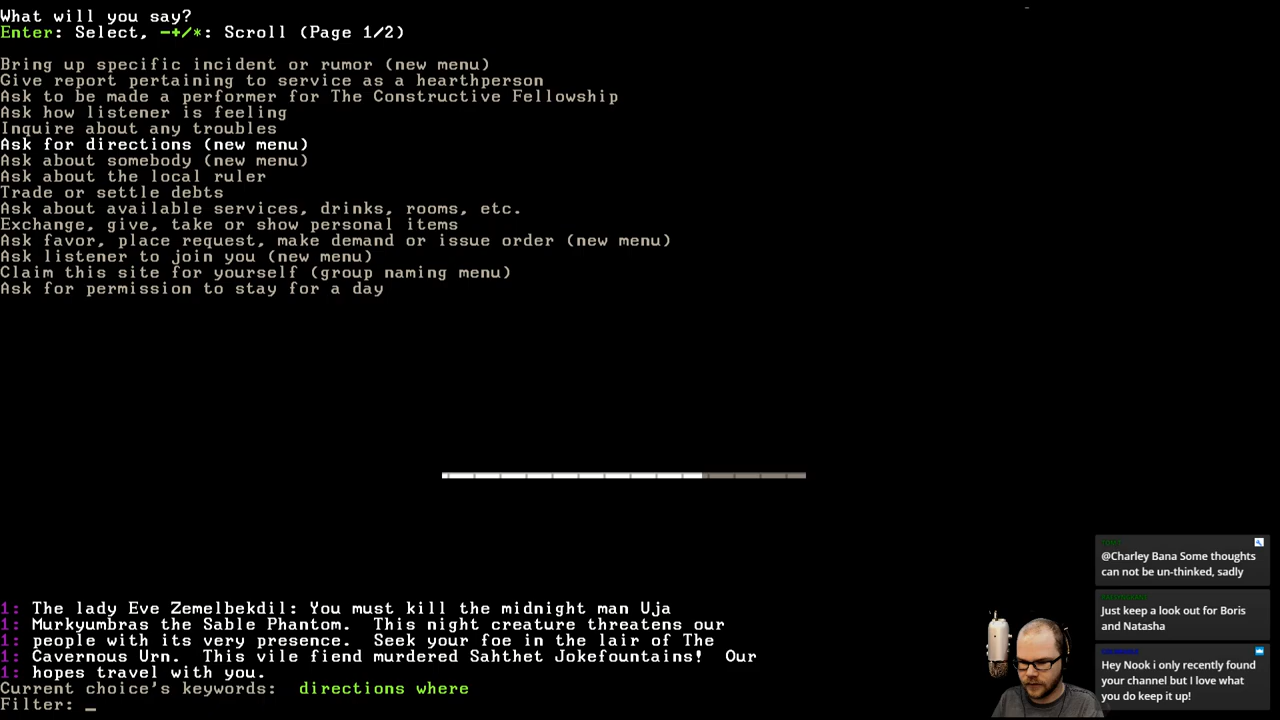 What will you say?
Enter: Select, -+/*: Scroll (Page 1/2)
Bring up specific incident or rumor (new menu)
Give report pertaining to service as a hearthperson
Ask to be made a performer for The Constructive Fellowship
Ask how listener is feeling
Inquire about any troubles
Ask for directions (new menu)
Ask about somebody (new menu)
Ask about the local ruler
Trade or settle debts
Ask about available services, drinks, rooms, etc.
Exchange, give, take or show personal items
Ask favor, place request, make demand or issue order (new menu)
Ask listener to join you (new menu)
Claim this site for yourself (group naming menu)
Ask for permission to stay for a day
@Charley Bana Some thoughts
can not be un-thinked, sadly
Just keep a look out for Boris
and Natasha
Hey Nook i only recently found
your channel but I love what
you do keep it up!
1: The lady Eve Zemelbekdil: You must kill the midnight man Uja
1: Murkyumbras the Sable Phantom.  This night creature threatens our
1: people with its very presence.  Seek your foe in the lair of The
1: Cavernous Urn.  This vile fiend murdered Sahthet Jokefountains!  Our
1: hopes travel with you.
Current choice's keywords:  directions where
Filter: _